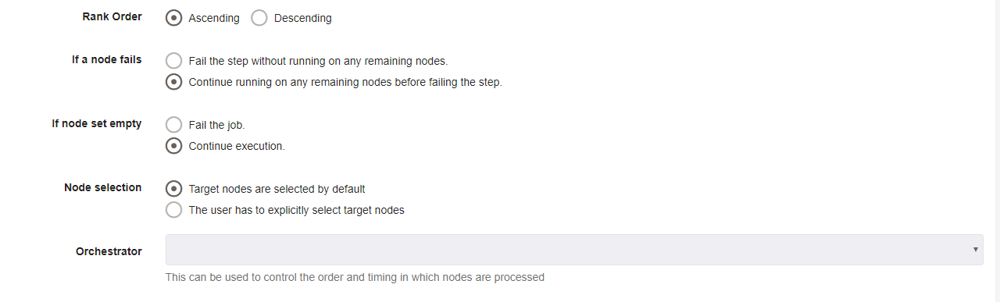 Rank Order Ascending Descending
If a node fails Fail the step without running on any remaining nodes.
Continue running on any remaining nodes before failing the step.
If node set empty Fail the job.
Continue execution.
Node selection Target nodes are selected by default
The user has to explicitly select target nodes
Orchestrator
This can be used to control the order and timing in which nodes are processed